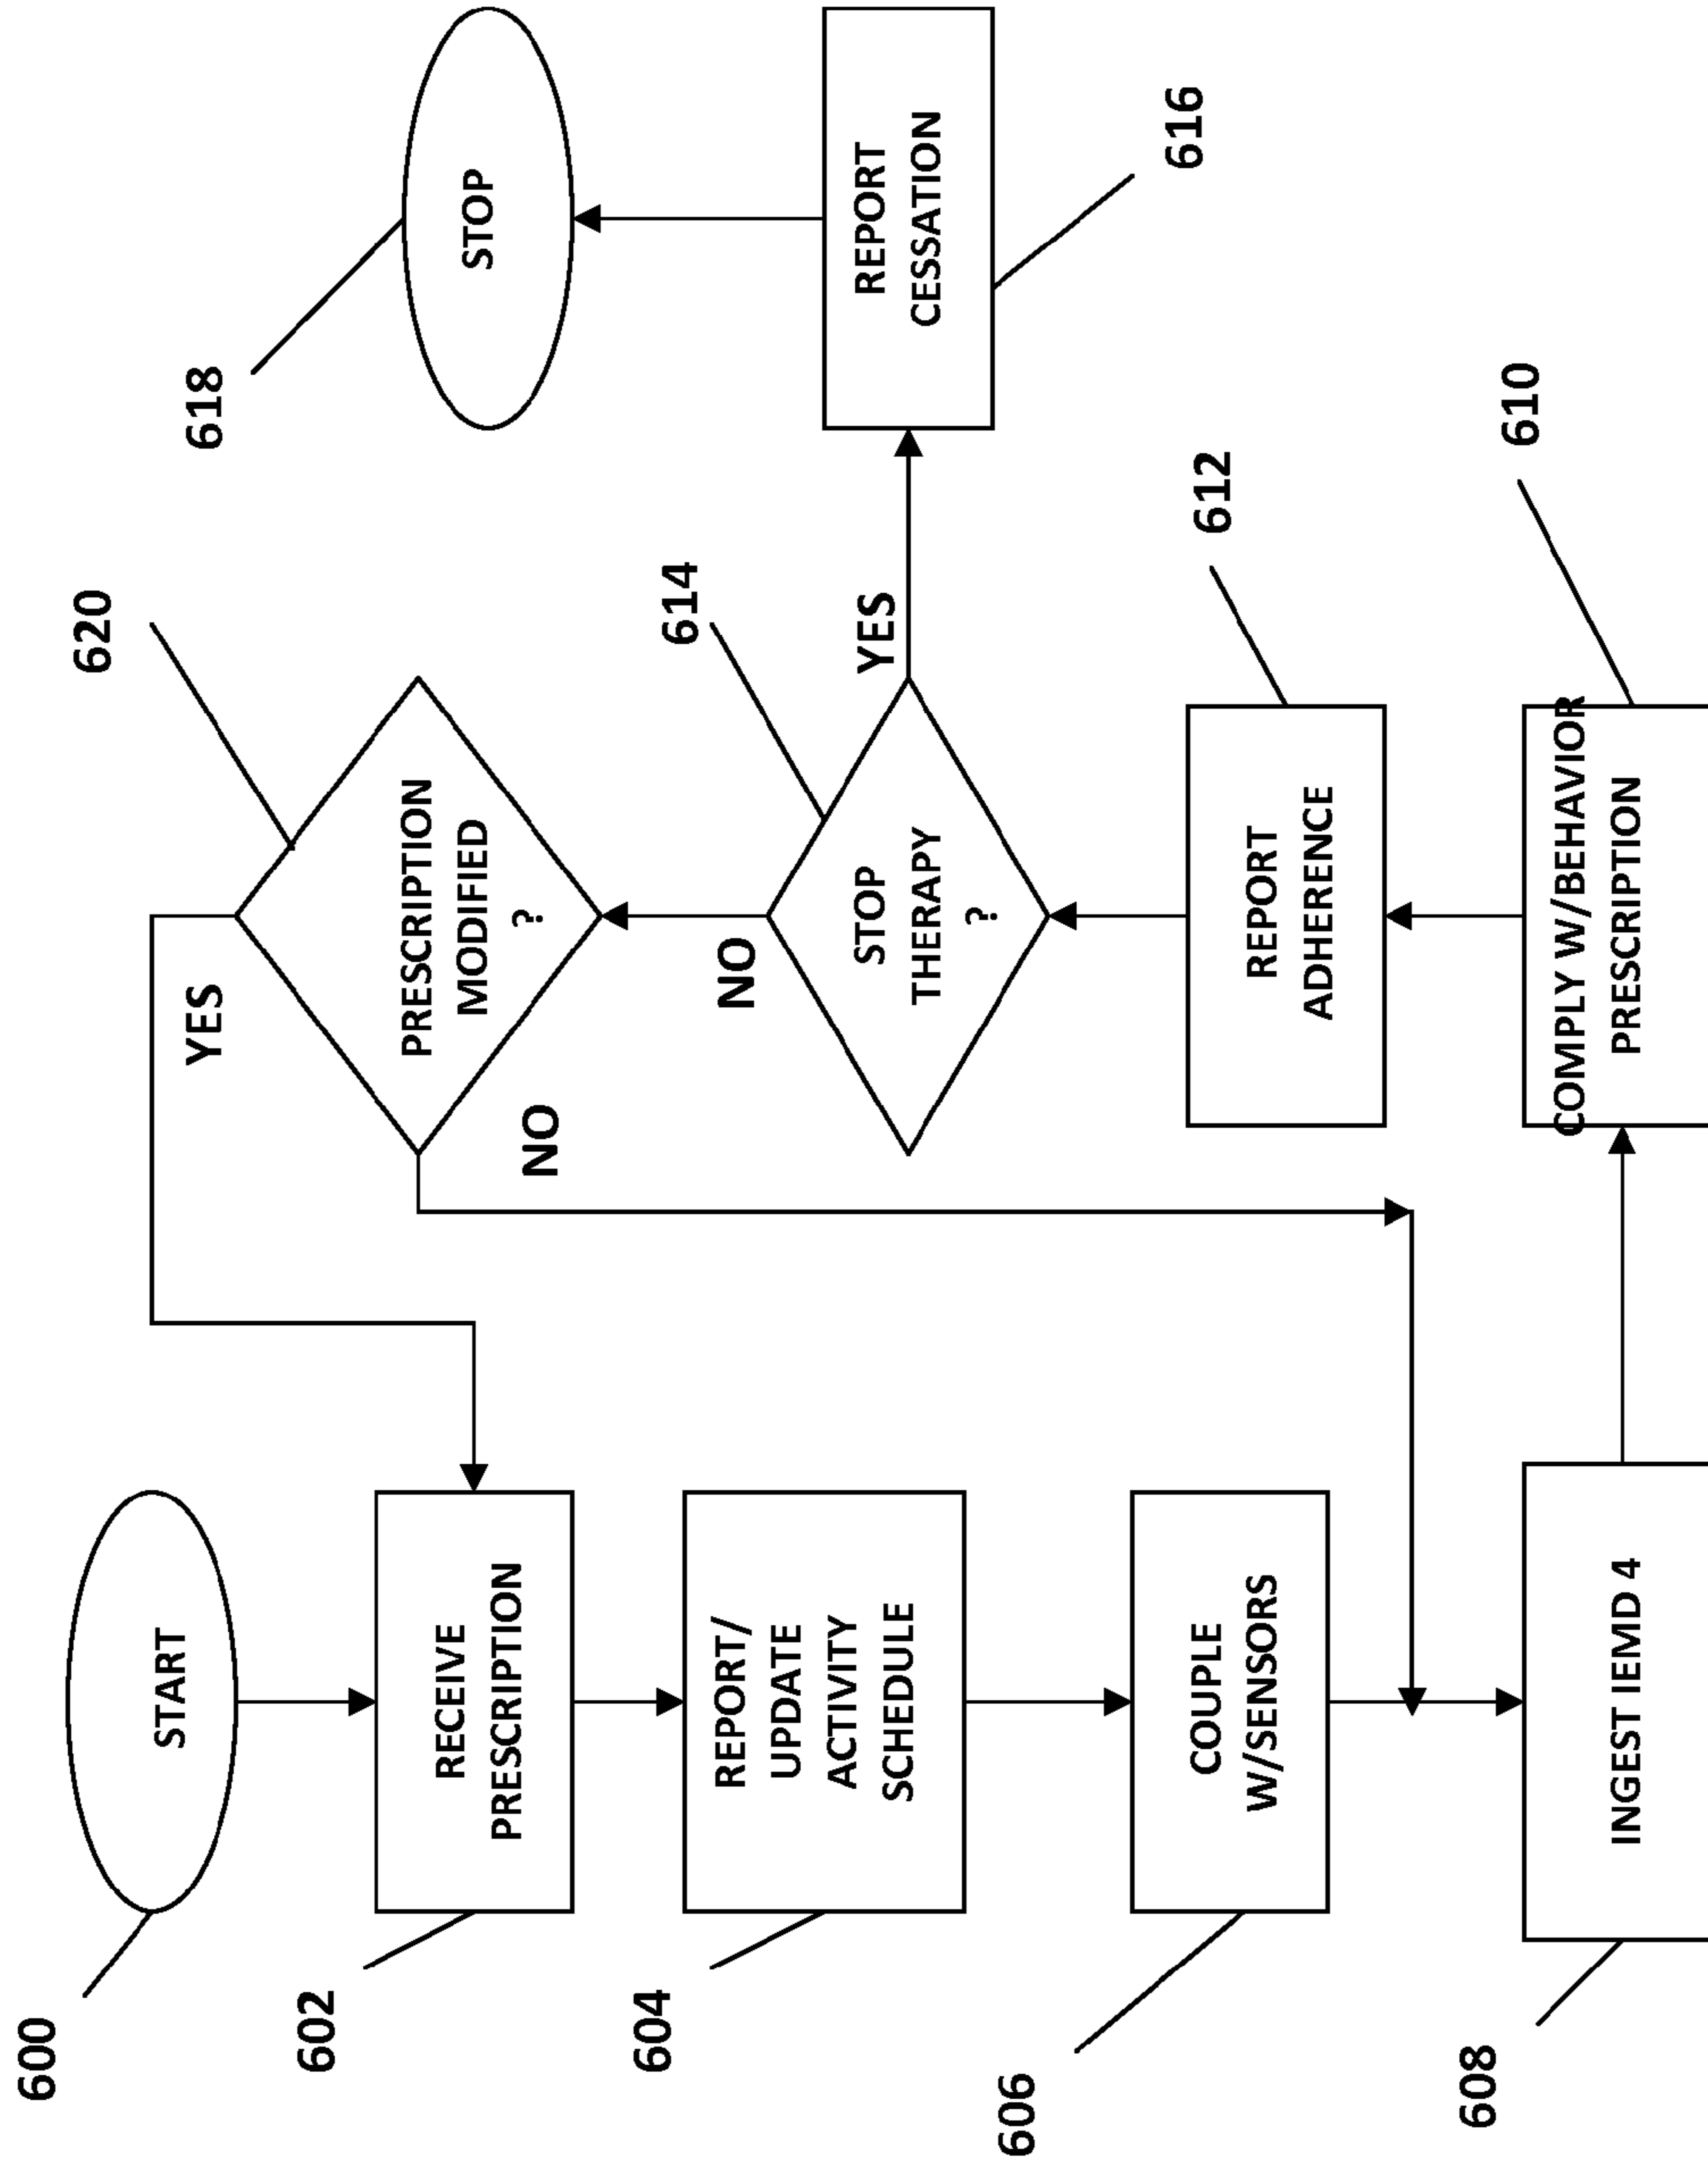 600
START
602
RECEIVE
PRESCRIPTION
604
REPORT/
UPDATE
ACTIVITY
SCHEDULE
606
COUPLE
W/SENSORS
608
INGEST IEMD 4
COMPLY W/BEHAVIOR
PRESCRIPTION
610
REPORT
ADHERENCE
612
STOP
THERAPY
?
614
YES
NO
REPORT
CESSATION
616
STOP
618
PRESCRIPTION
MODIFIED
?
620
YES
NO